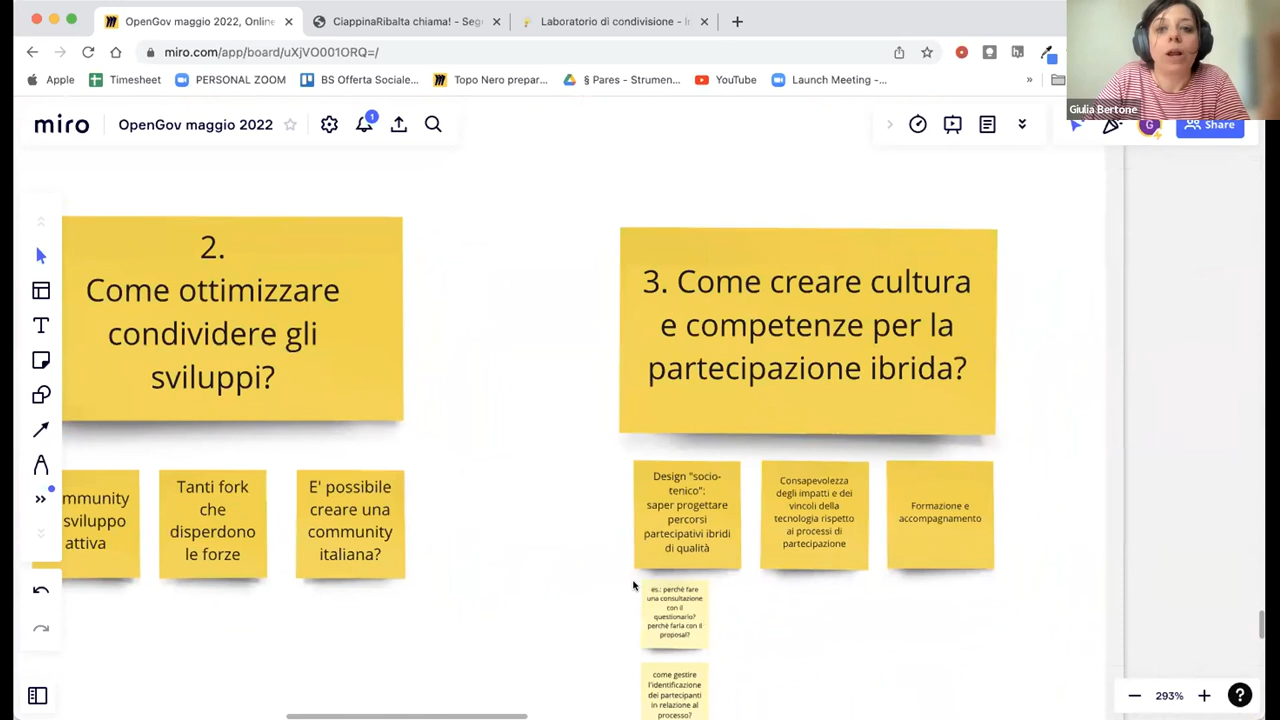 OpenGov maggio 2022, Online
CiappinaRibalta chiama! - Seg
Laboratorio di condivisione - I
miro.com/app/board/uXjVO001ORQ=/
Apple
Timesheet
PERSONAL ZOOM
BS Offerta Sociale...
Topo Nero prepar...
§ Pares - Strumen...
YouTube
Launch Meeting -...
»
Giulia Bertone
miro
OpenGov maggio 2022
1
G
Share
2.
Come ottimizzare
condividere gli
sviluppi?
3. Come creare cultura
e competenze per la
partecipazione ibrida?
mmunity
sviluppo
attiva
Tanti fork
che
disperdono
le forze
E' possibile
creare una
community
italiana?
Design "socio-
tenico":
saper progettare
percorsi
partecipativi ibridi
di qualità
Consapevolezza
degli impatti e dei
vincoli della
tecnologia rispetto
ai processi di
partecipazione
Formazione e
accompagnamento
es.: perchè fare
una consultazione
con il
questionario?
perchè farla con il
proposal?
come gestire
l'identificazione
dei partecipanti
in relazione al
processo?
293%